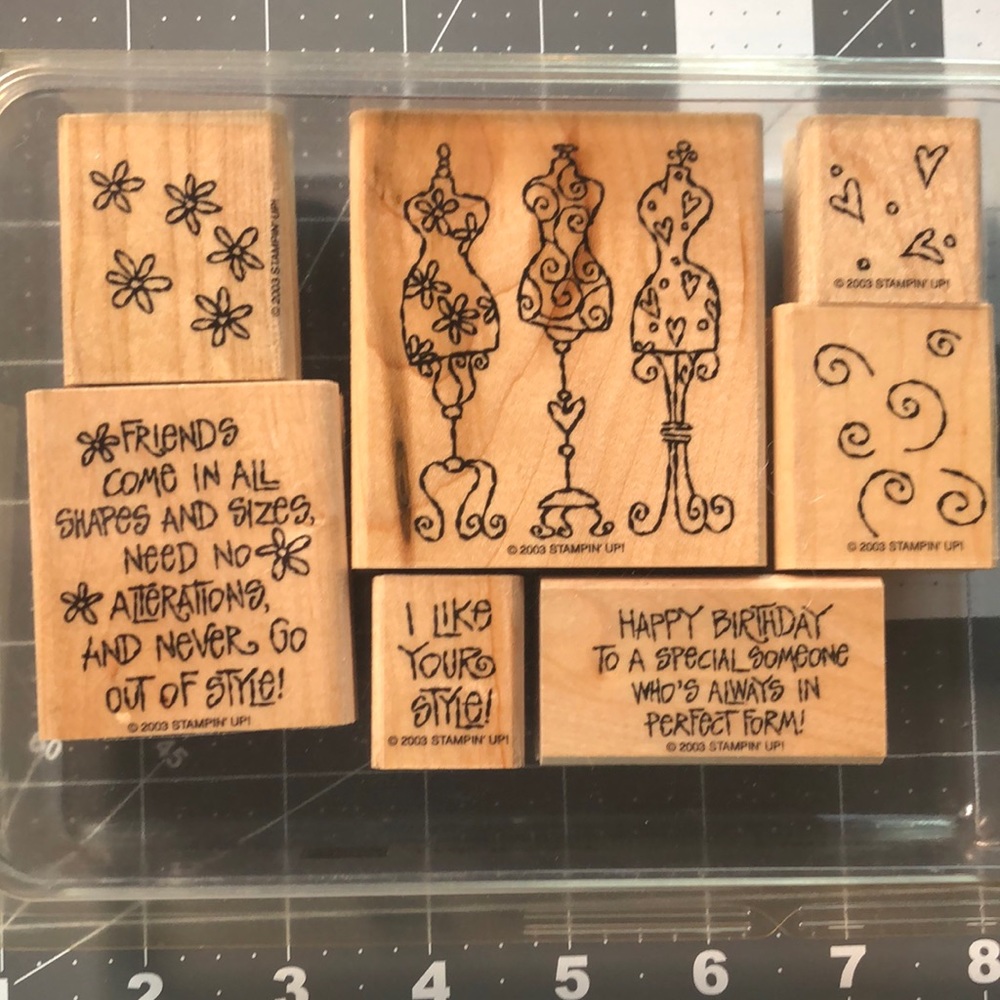 © 2003 STAMPIN' UP!
© 2003 STAMPIN' UP!
© 2003 STAMPIN' UP!
© 2003 STAMPIN' UP!
FRIENDS
COME IN ALL
SHAPES AND SIZES,
NEED NO
ALTERATIONS,
AND NEVER GO
OUT OF STYLE!
© 2003 STAMPIN' UP!
I LIKE
YOUR
STYLE!
© 2003 STAMPIN' UP!
HAPPY BIRTHDAY
TO A SPECIAL SOMEONE
WHO'S ALWAYS IN
PERFECT FORM!
© 2003 STAMPIN' UP!
60 45
1 2 3 4 5 6 7 8